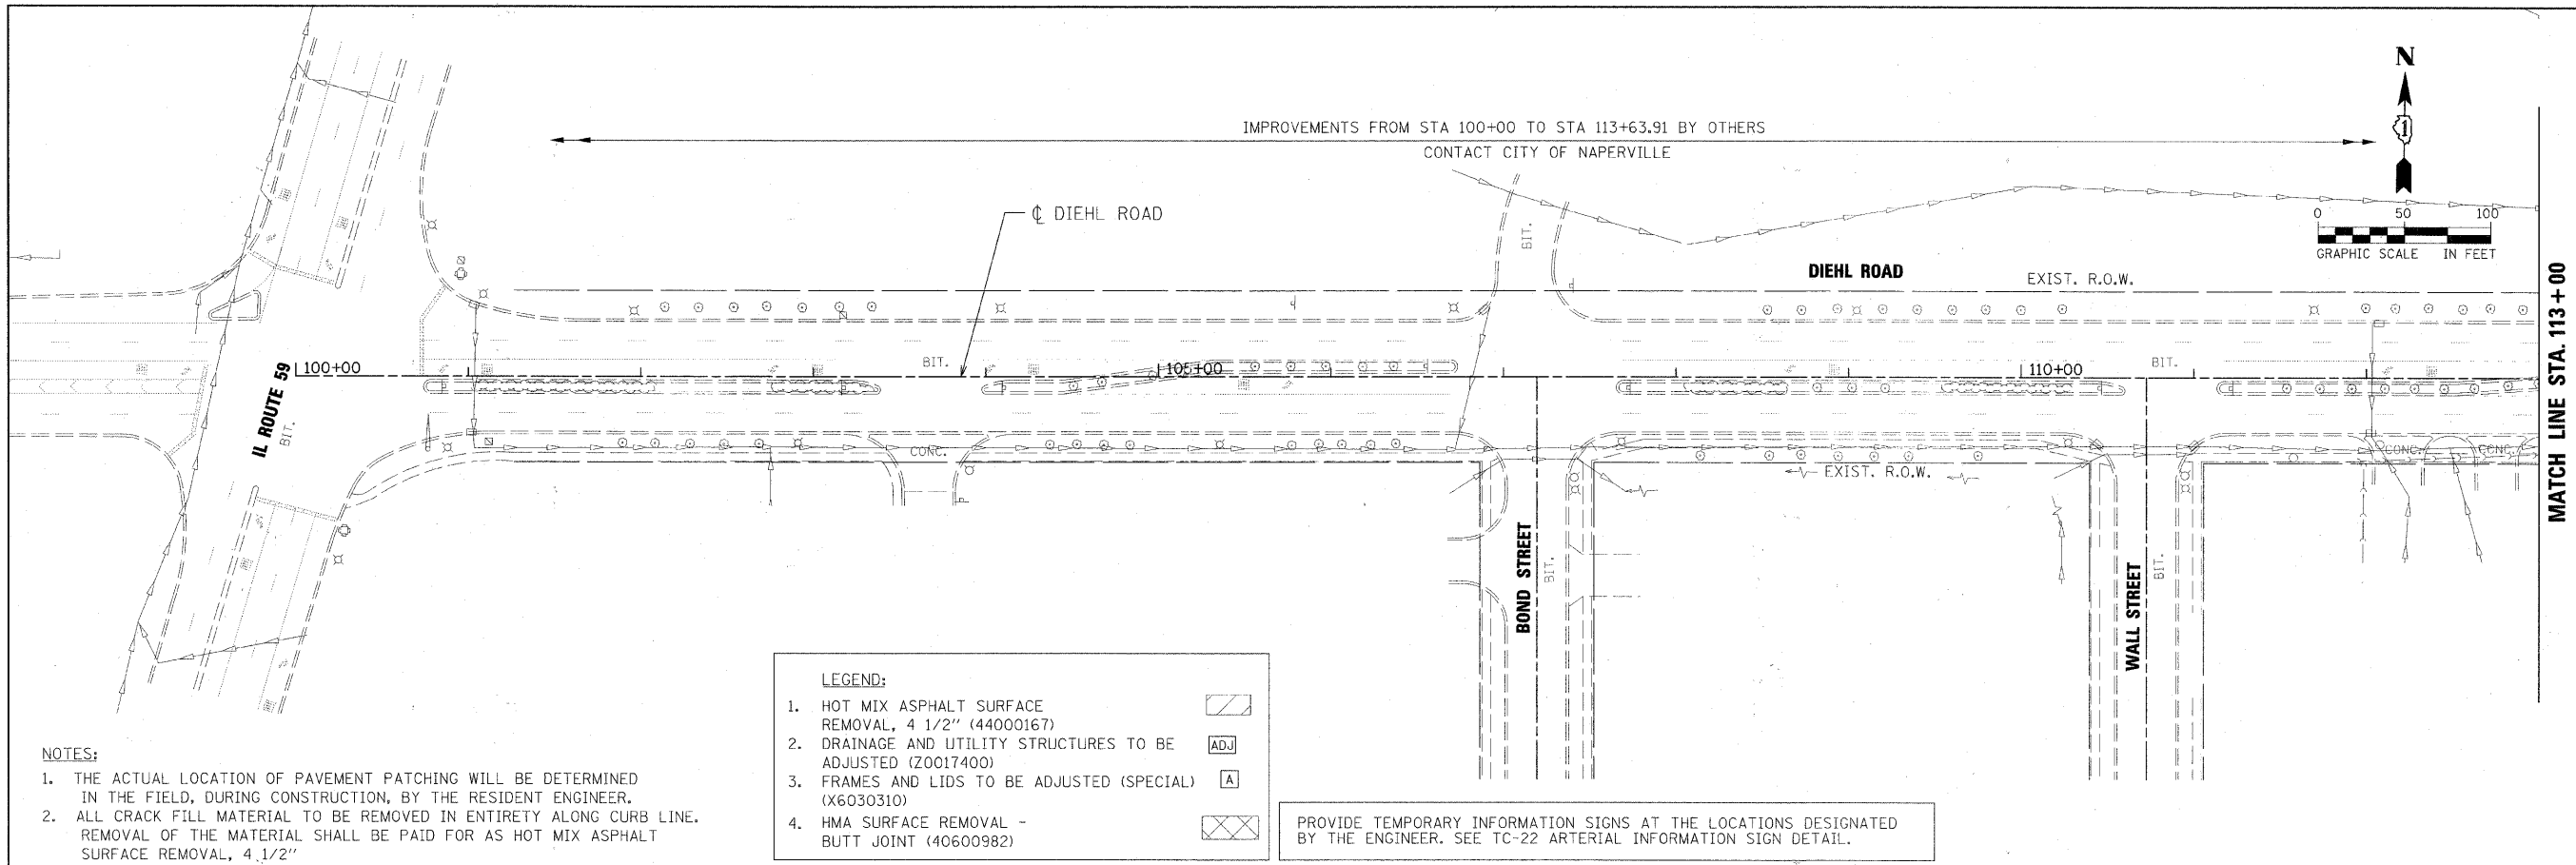 N
1
IMPROVEMENTS FROM STA 100+00 TO STA 113+63.91 BY OTHERS
CONTACT CITY OF NAPERVILLE
℄ DIEHL ROAD
0 50 100
GRAPHIC SCALE IN FEET
BIT.
DIEHL ROAD
EXIST. R.O.W.
MATCH LINE STA. 113+00
IL ROUTE 59
BIT.
100+00
BIT.
105+00
110+00
BIT.
CONC.
EXIST. R.O.W.
CONC.
CONC.
BOND STREET
BIT.
WALL STREET
BIT.
LEGEND:
1. HOT MIX ASPHALT SURFACE
REMOVAL, 4 1/2" (44000167)
2. DRAINAGE AND UTILITY STRUCTURES TO BE ADJ
ADJUSTED (Z0017400)
3. FRAMES AND LIDS TO BE ADJUSTED (SPECIAL) A
(X6030310)
4. HMA SURFACE REMOVAL -
BUTT JOINT (40600982)
NOTES:
1. THE ACTUAL LOCATION OF PAVEMENT PATCHING WILL BE DETERMINED
IN THE FIELD, DURING CONSTRUCTION, BY THE RESIDENT ENGINEER.
2. ALL CRACK FILL MATERIAL TO BE REMOVED IN ENTIRETY ALONG CURB LINE.
REMOVAL OF THE MATERIAL SHALL BE PAID FOR AS HOT MIX ASPHALT
SURFACE REMOVAL, 4 1/2"
PROVIDE TEMPORARY INFORMATION SIGNS AT THE LOCATIONS DESIGNATED
BY THE ENGINEER. SEE TC-22 ARTERIAL INFORMATION SIGN DETAIL.